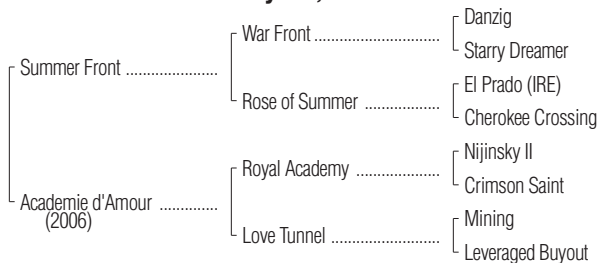 War Front ..............................
Danzig
Starry Dreamer
Summer Front ......................
Rose of Summer ..................
El Prado (IRE)
Cherokee Crossing
Academie d'Amour ..............
(2006)
Royal Academy ....................
Nijinsky II
Crimson Saint
Love Tunnel ..........................
Mining
Leveraged Buyout